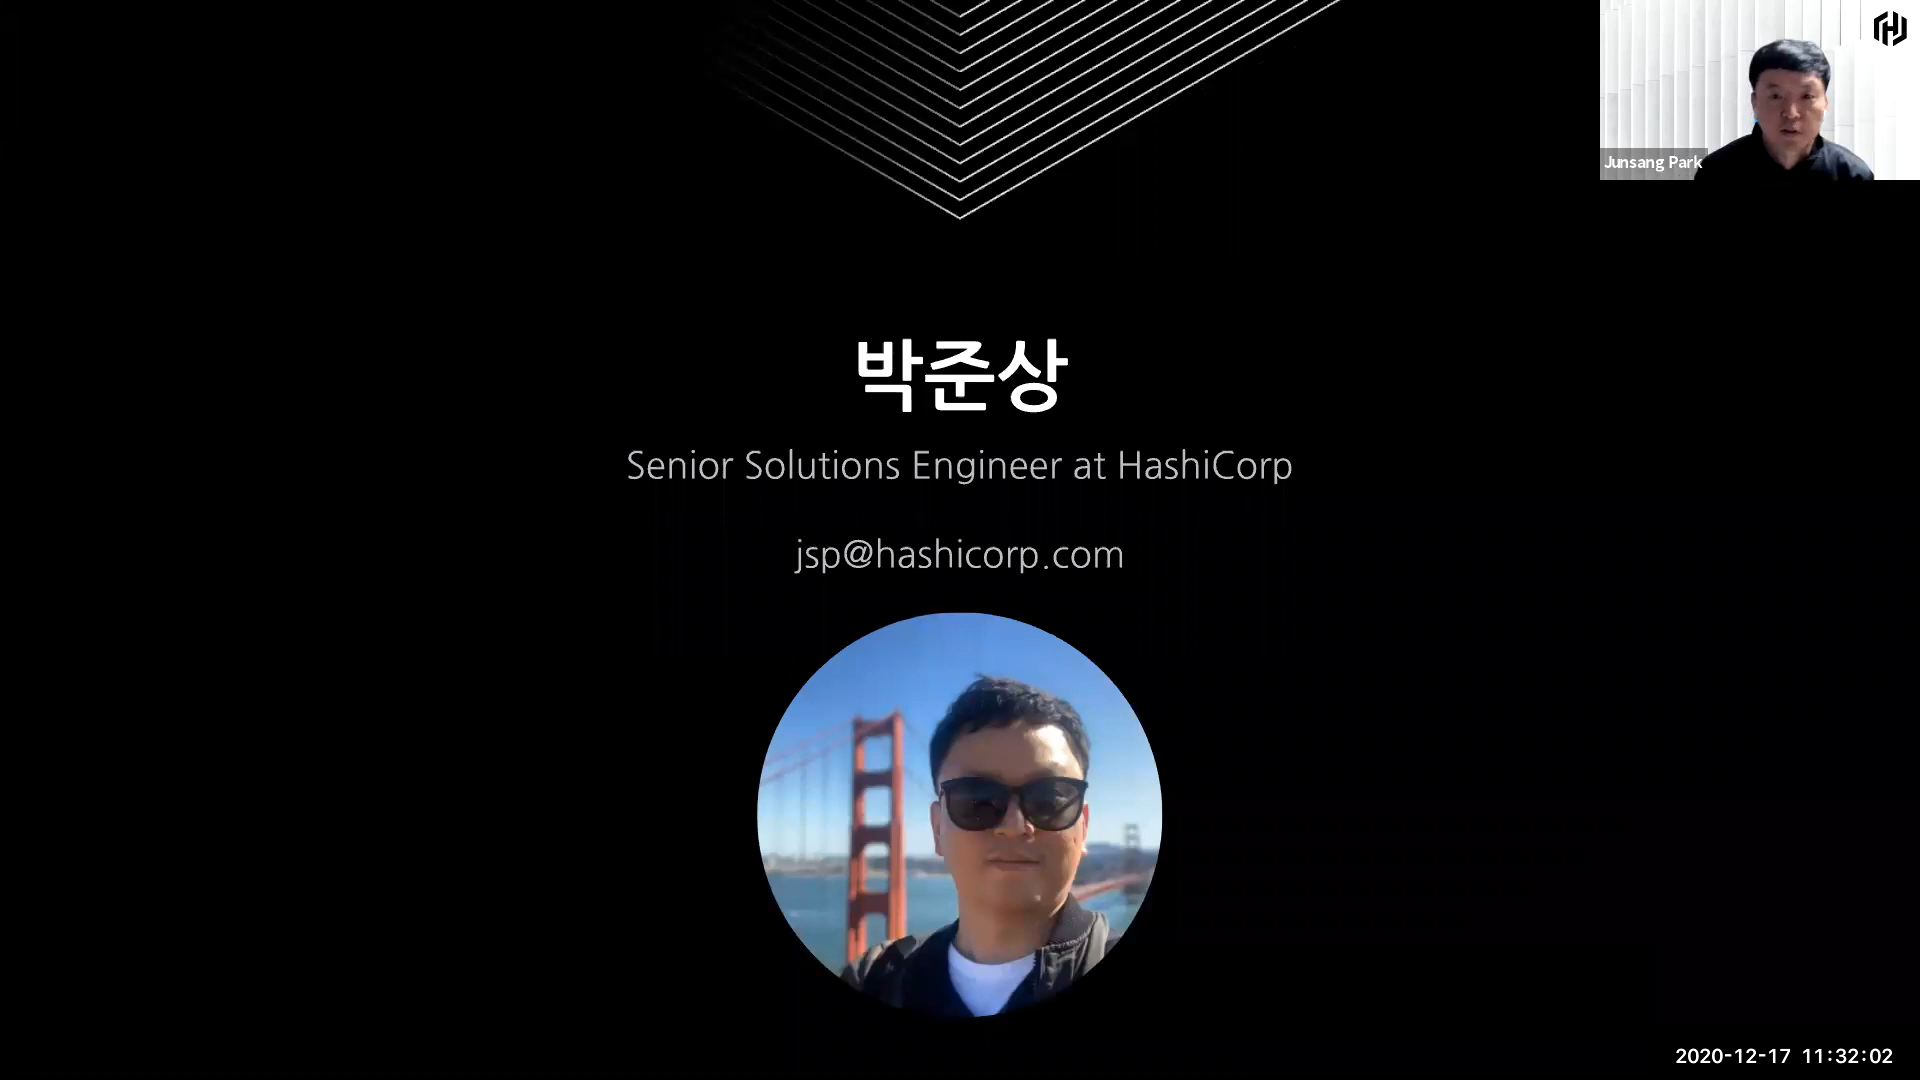 Junsang Park
박준상
Senior Solutions Engineer at HashiCorp
jsp@hashicorp.com
2020-12-17 11:32:02